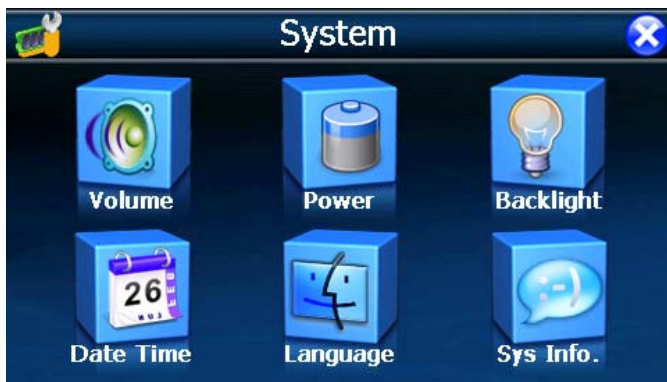 System
Volume
Power
Backlight
26
Date Time
Language
:-)
Sys Info.